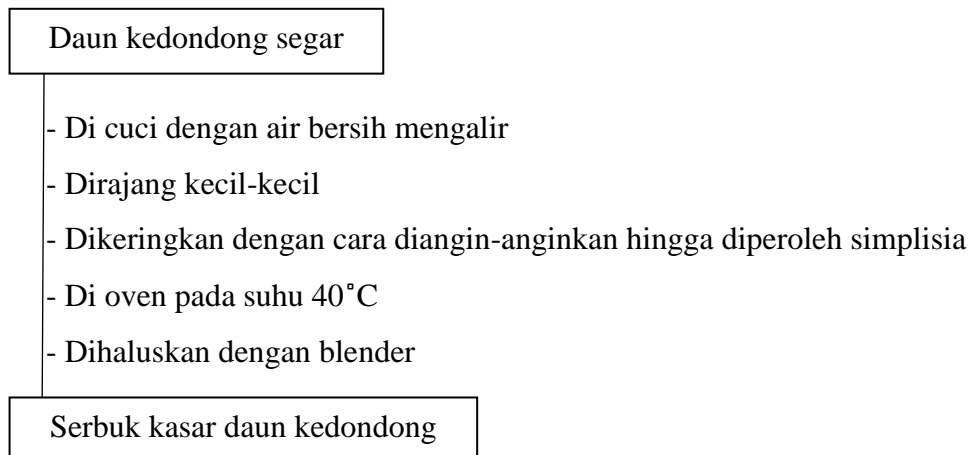 Daun kedondong segar
- Di cuci dengan air bersih mengalir
- Dirajang kecil-kecil
- Dikeringkan dengan cara diangin-anginkan hingga diperoleh simplisia
- Di oven pada suhu 40˚C
- Dihaluskan dengan blender
Serbuk kasar daun kedondong